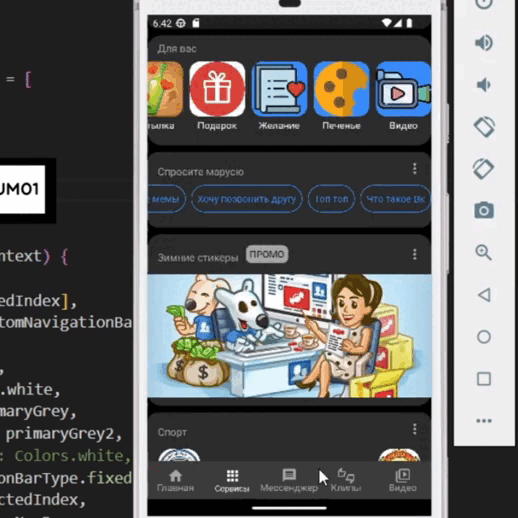 6:42
Для вас
тылка Подарок Желание Печенье Видео
Спросите марусю
е мемы Хочу позвонить другу Топ топ Что такое Вк
Зимние стикеры ПРОМО
Спорт
Главная Сервисы Мессенджер Клипы Видео
= [
JM01
ntext) {
edIndex],
tomNavigationBa
,
s.white,
maryGrey,
primaryGrey2,
: Colors.white,
onBarType.fixed
ctedIndex,